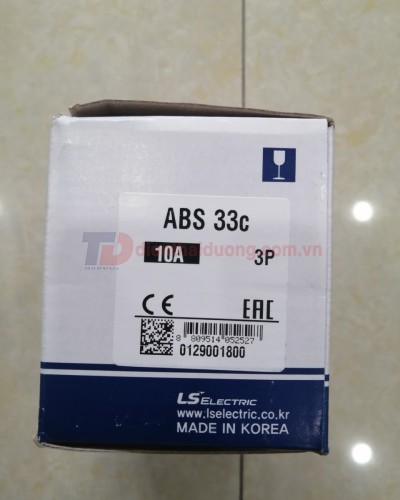 ABS 33c
10A
3P
CE
EAC
8 809514 052527
0129001800
LS ELECTRIC
www.lselectric.co.kr
MADE IN KOREA